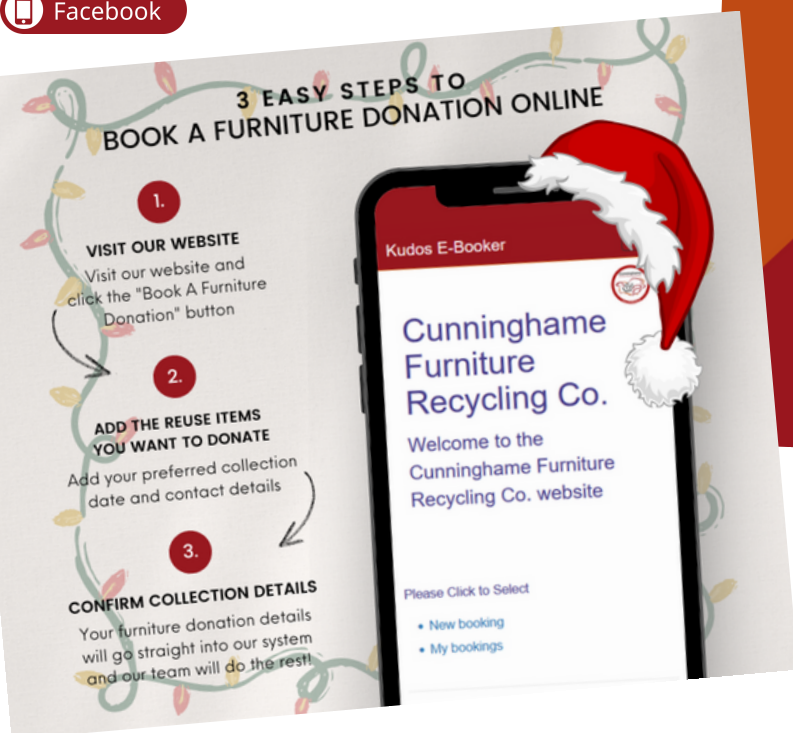 Facebook
3 EASY STEPS TO
BOOK A FURNITURE DONATION ONLINE
1.
VISIT OUR WEBSITE
Visit our website and
click the "Book A Furniture
Donation" button
2.
ADD THE REUSE ITEMS
YOU WANT TO DONATE
Add your preferred collection
date and contact details
3.
CONFIRM COLLECTION DETAILS
Your furniture donation details
will go straight into our system
and our team will do the rest!
Kudos E-Booker
Cunninghame
Furniture
Recycling Co.
Welcome to the
Cunninghame Furniture
Recycling Co. website
Please Click to Select
• New booking
• My bookings